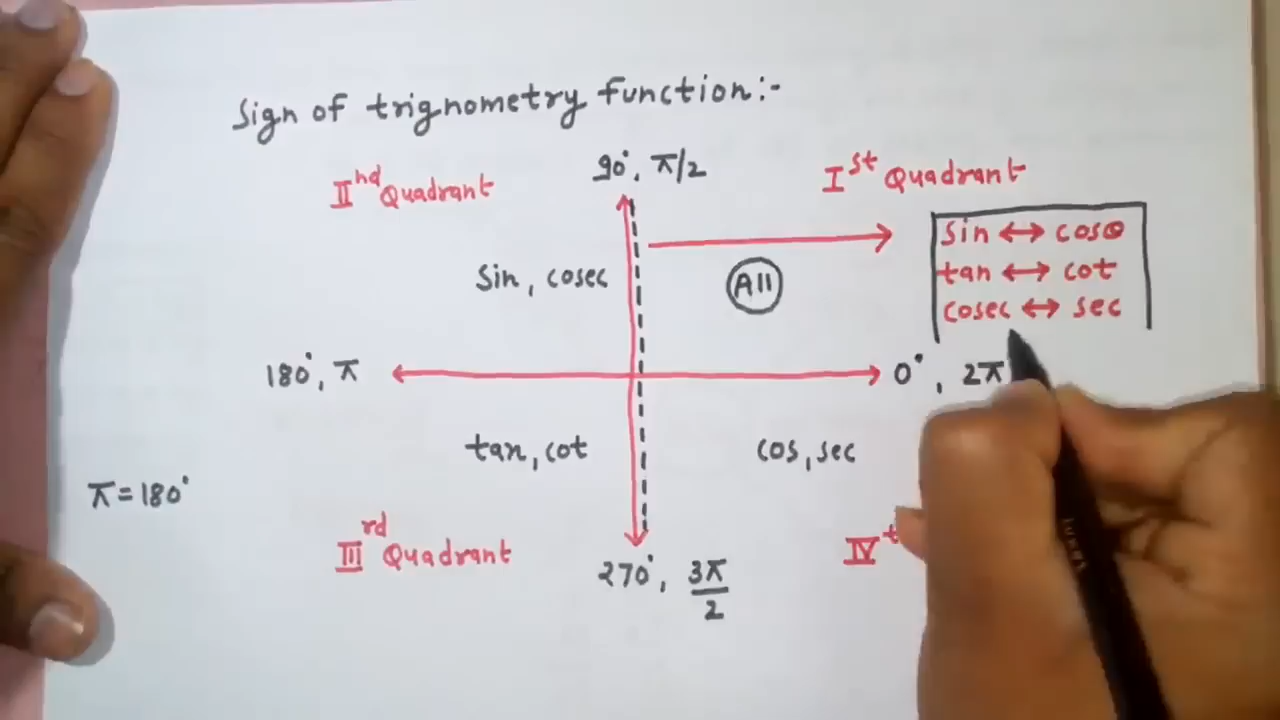 Sign of trignometry function:-
90°, π/2
IInd Quadrant
Ist Quadrant
sin ↔ cosθ
tan ↔ cot
cosec ↔ sec
Sin, cosec
All
180°, π
0°, 2π
tan, cot
cos, sec
π=180°
IIIrd Quadrant
IVt
270°, 3π/2